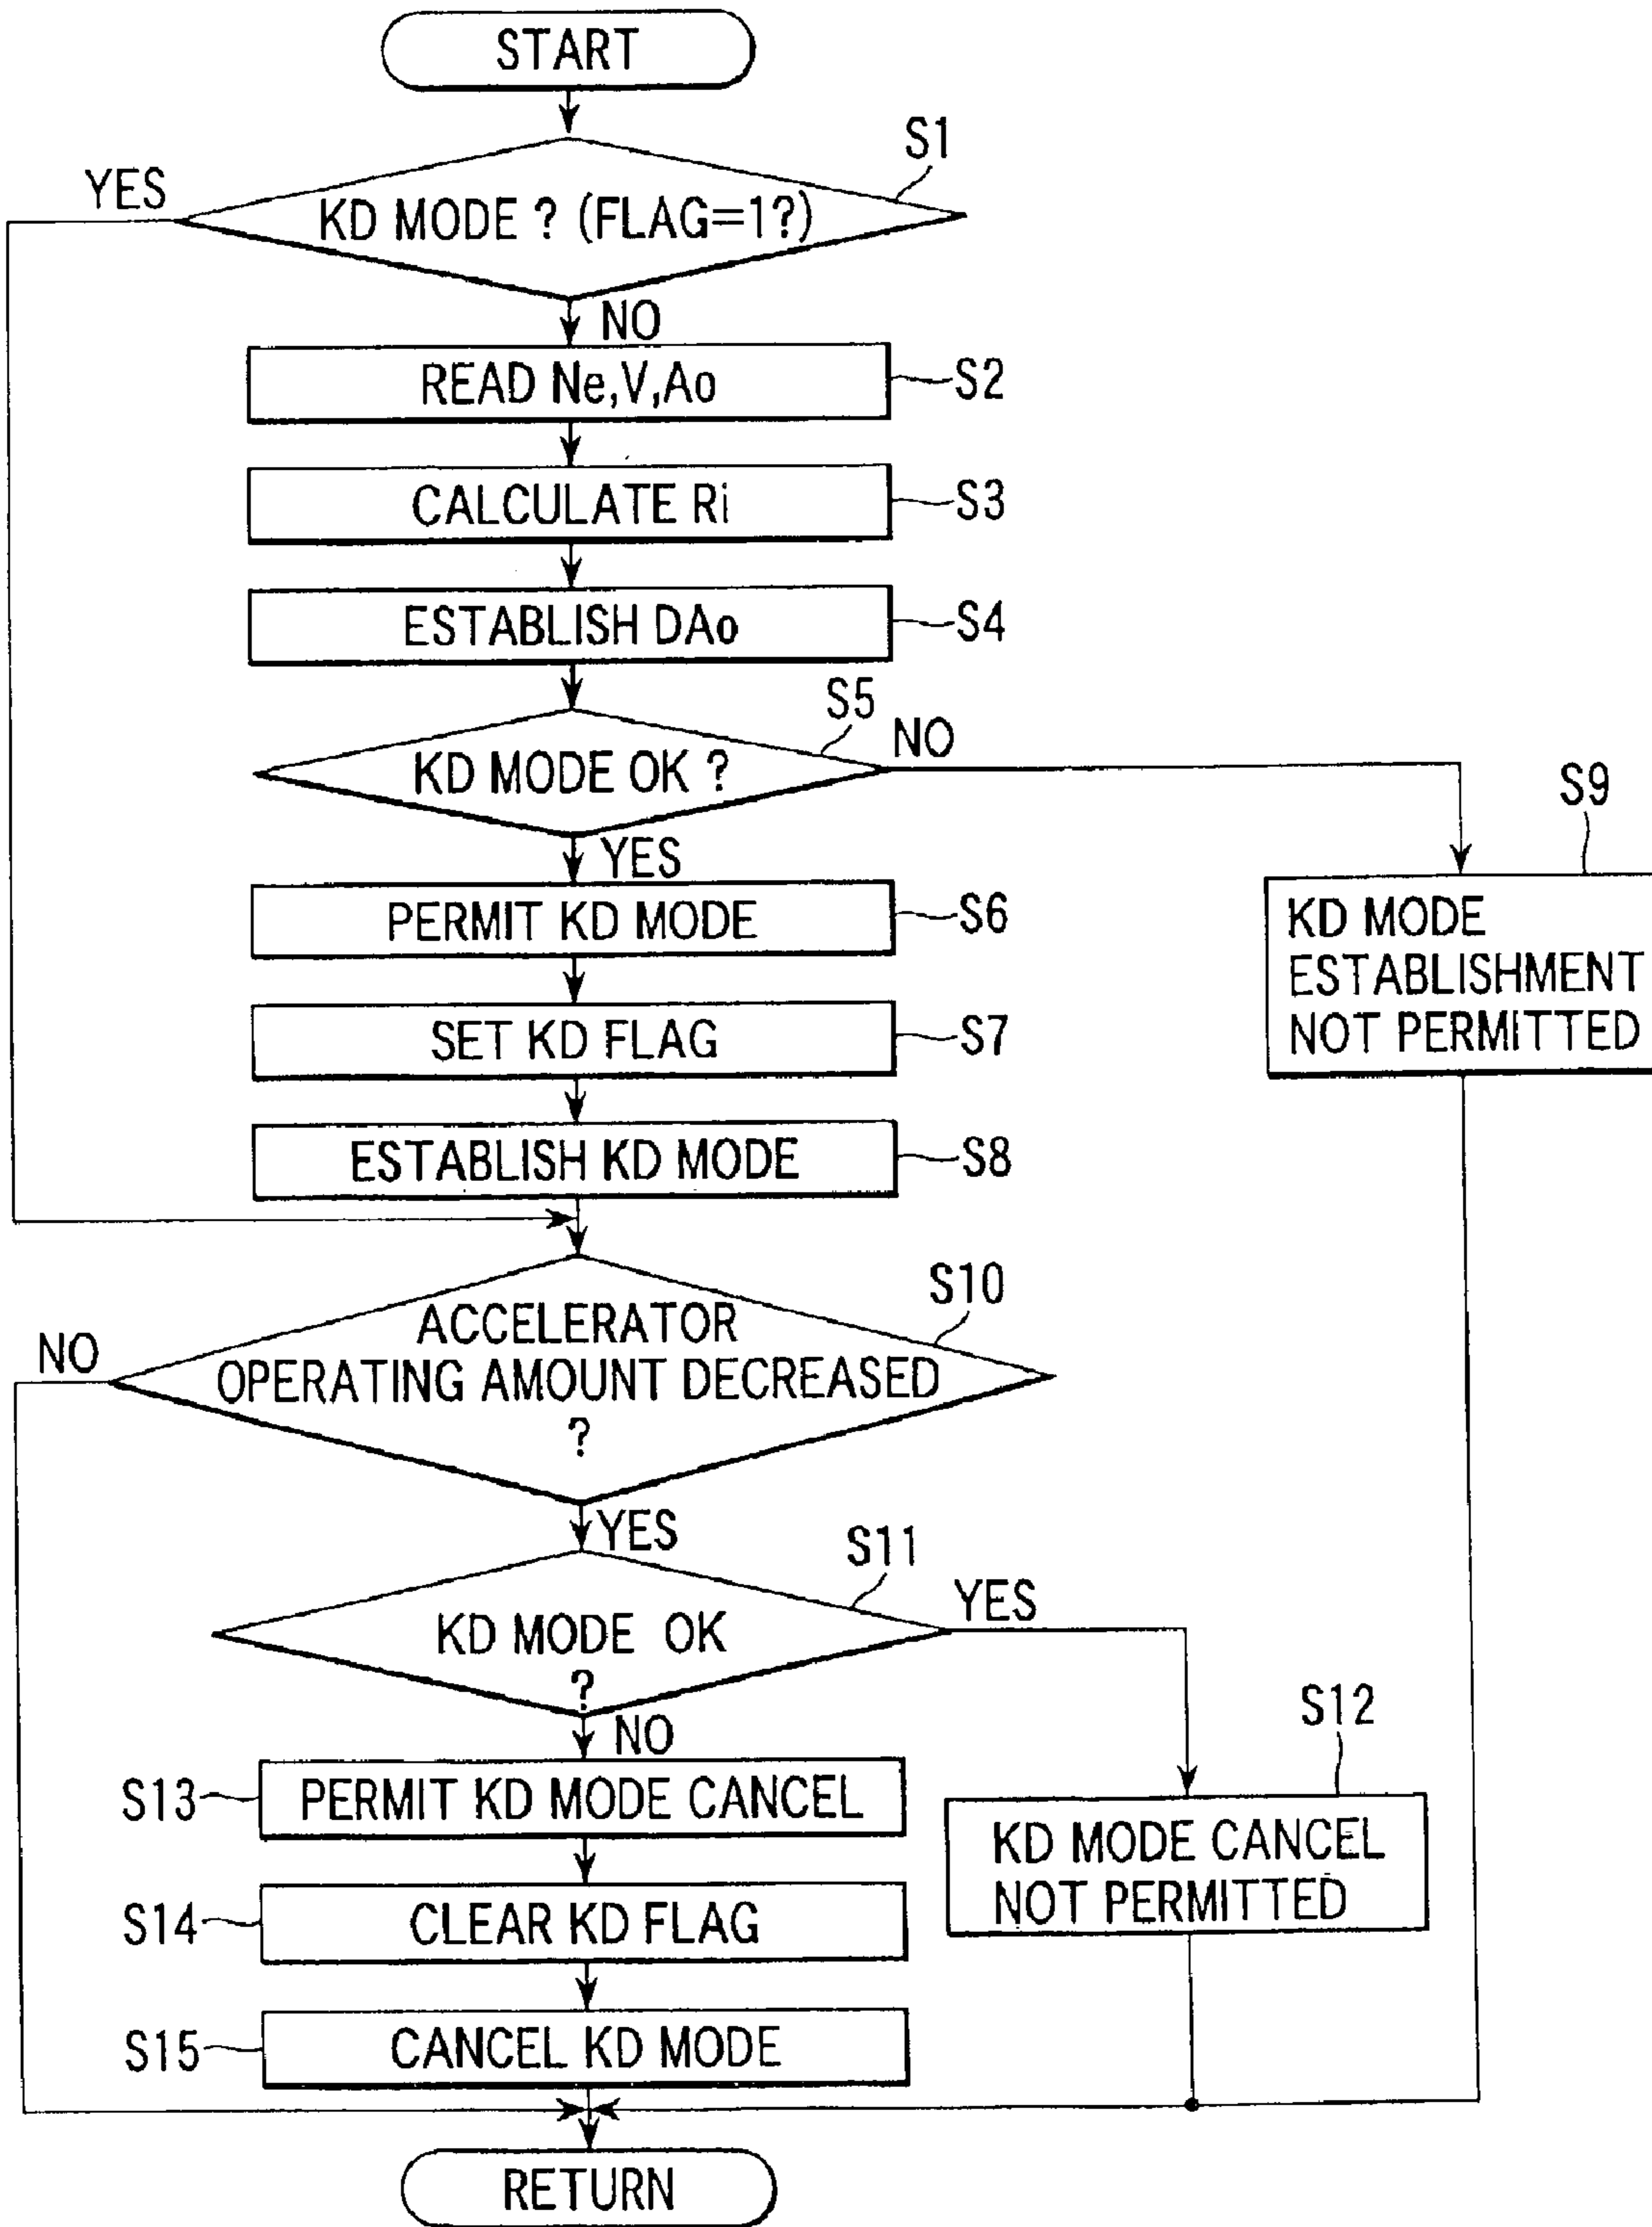 START
S1
YES
KD MODE ? (FLAG=1?)
NO
READ Ne,V,Ao
S2
CALCULATE Ri
S3
ESTABLISH DAo
S4
S5
NO
KD MODE OK ?
YES
S9
PERMIT KD MODE
S6
KD MODE
ESTABLISHMENT
NOT PERMITTED
SET KD FLAG
S7
ESTABLISH KD MODE
S8
S10
NO
ACCELERATOR
OPERATING AMOUNT DECREASED
?
YES
S11
YES
KD MODE OK
?
NO
S12
S13
PERMIT KD MODE CANCEL
KD MODE CANCEL
NOT PERMITTED
S14
CLEAR KD FLAG
S15
CANCEL KD MODE
RETURN